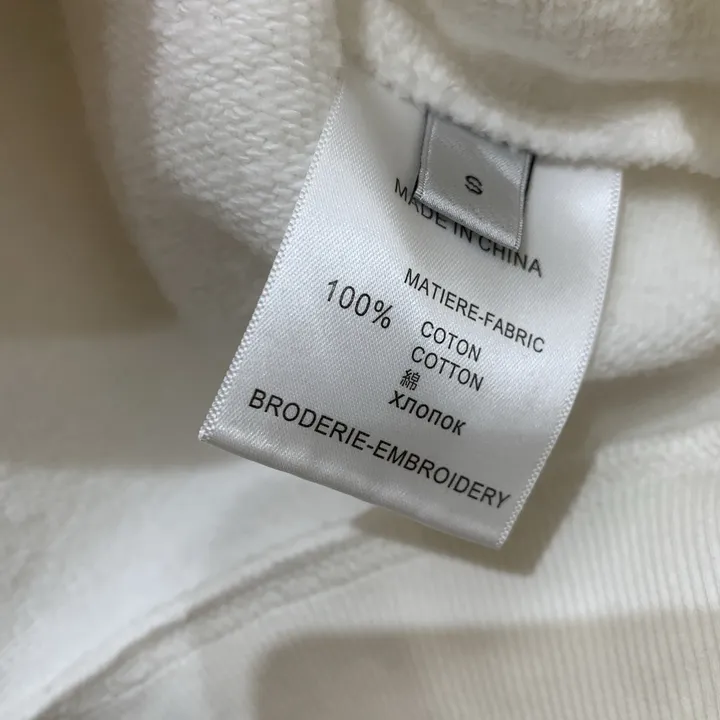 S
MADE IN CHINA
MATIERE-FABRIC
100% COTON
COTTON
綿
хлопок
BRODERIE-EMBROIDERY